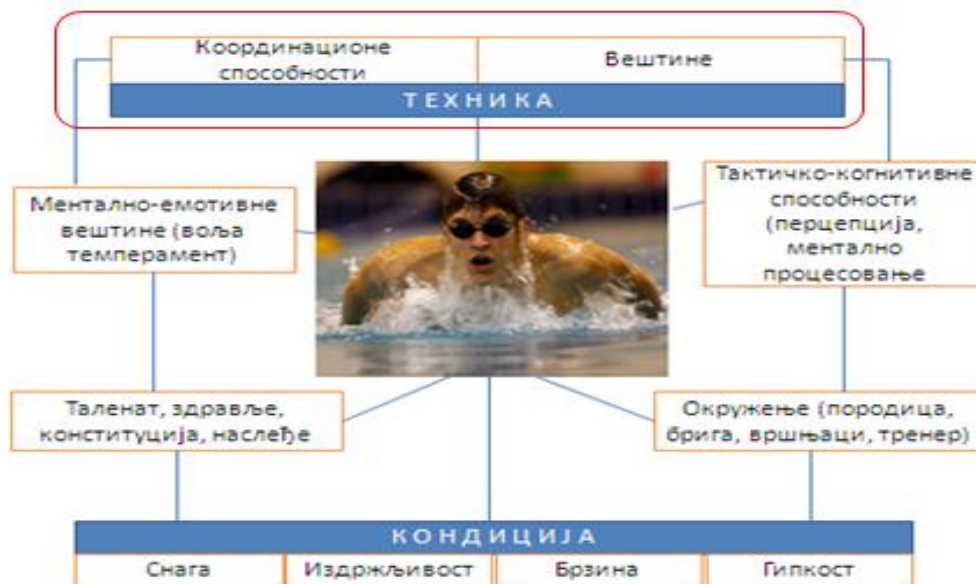 Координационе
способности
Вештине
ТЕХНИКА
Ментално-емотивне
вештине (воља
темперамент)
Тактичко-когнитивне
способности
(перцепција,
ментално
процесовање
Таленат, здравље,
конституција, наслеђе
Окружење (породица,
брига, вршњаци, тренер)
КОНДИЦИЈА
Снага
Издржљивост
Брзина
Гипкост